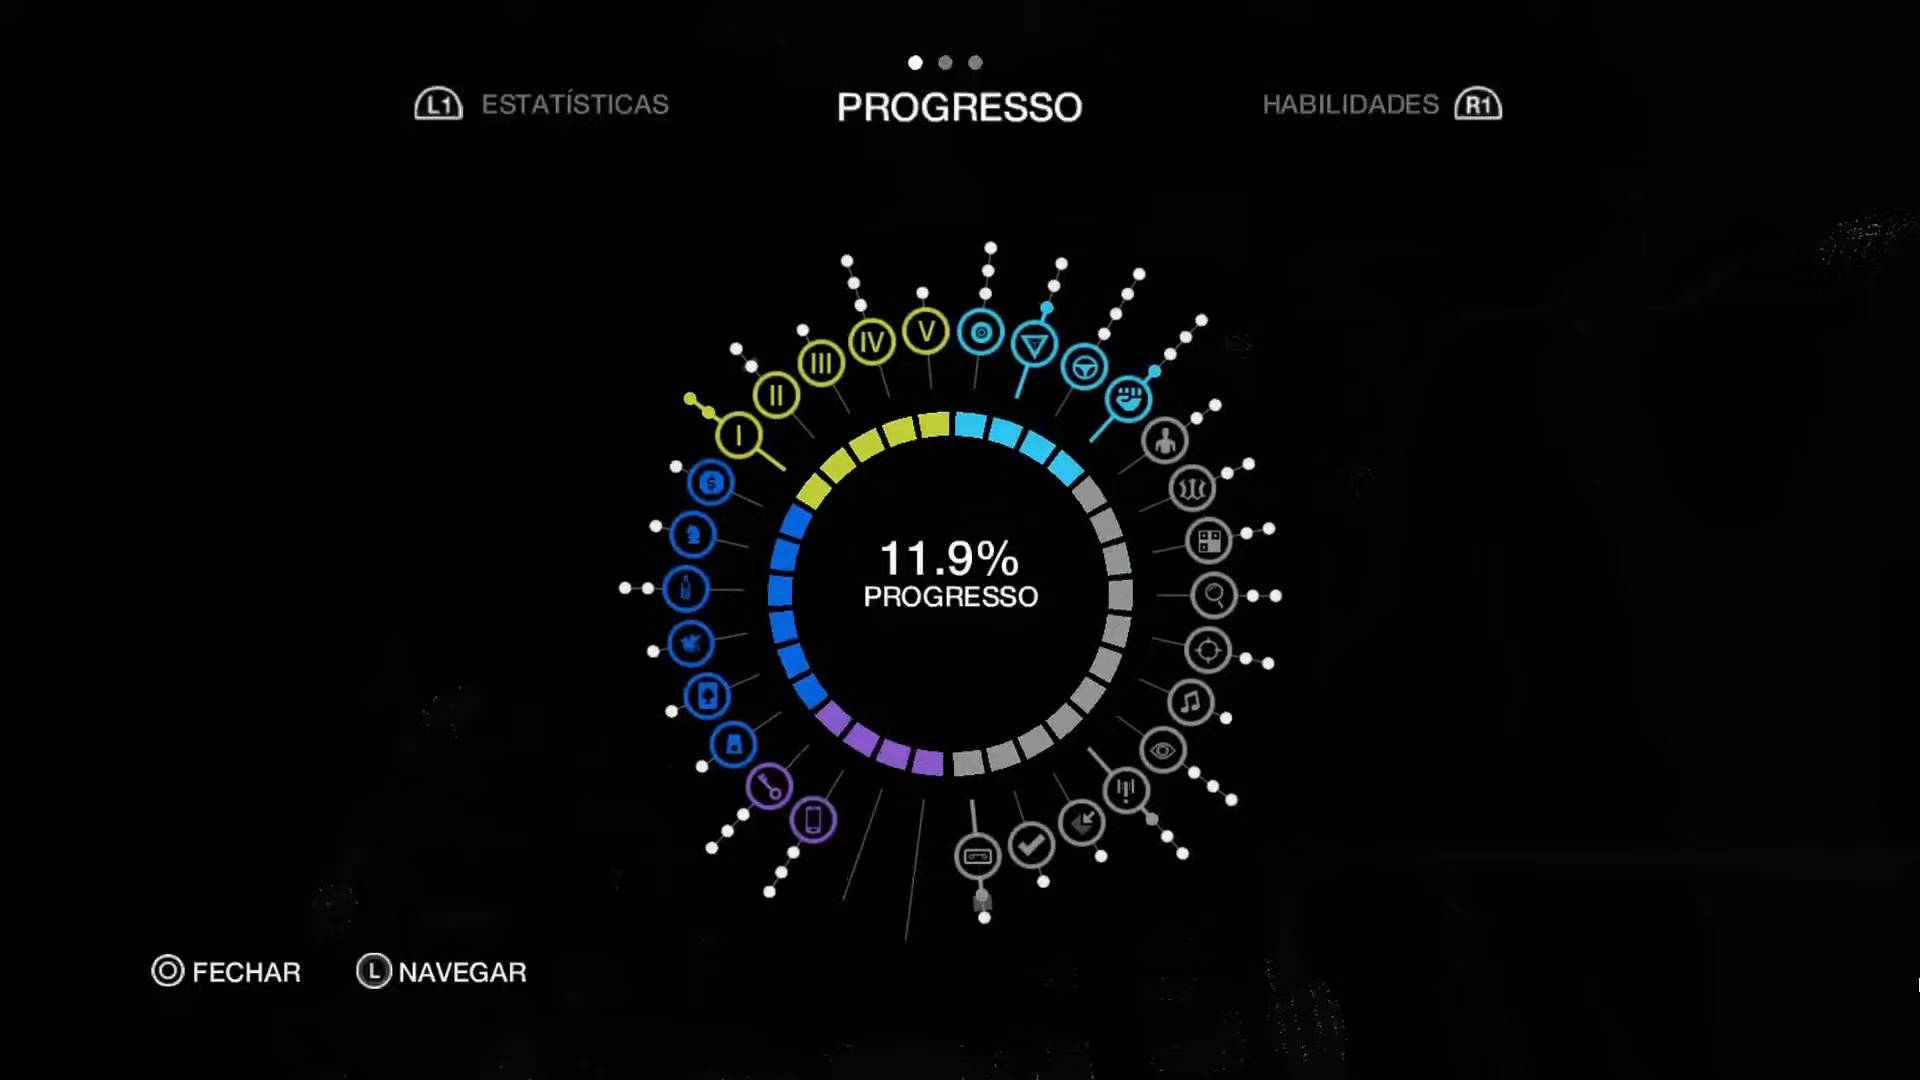 L1 ESTATÍSTICAS
PROGRESSO
HABILIDADES R1
I
II
III
IV
V
$
11.9%
PROGRESSO
FECHAR
L NAVEGAR